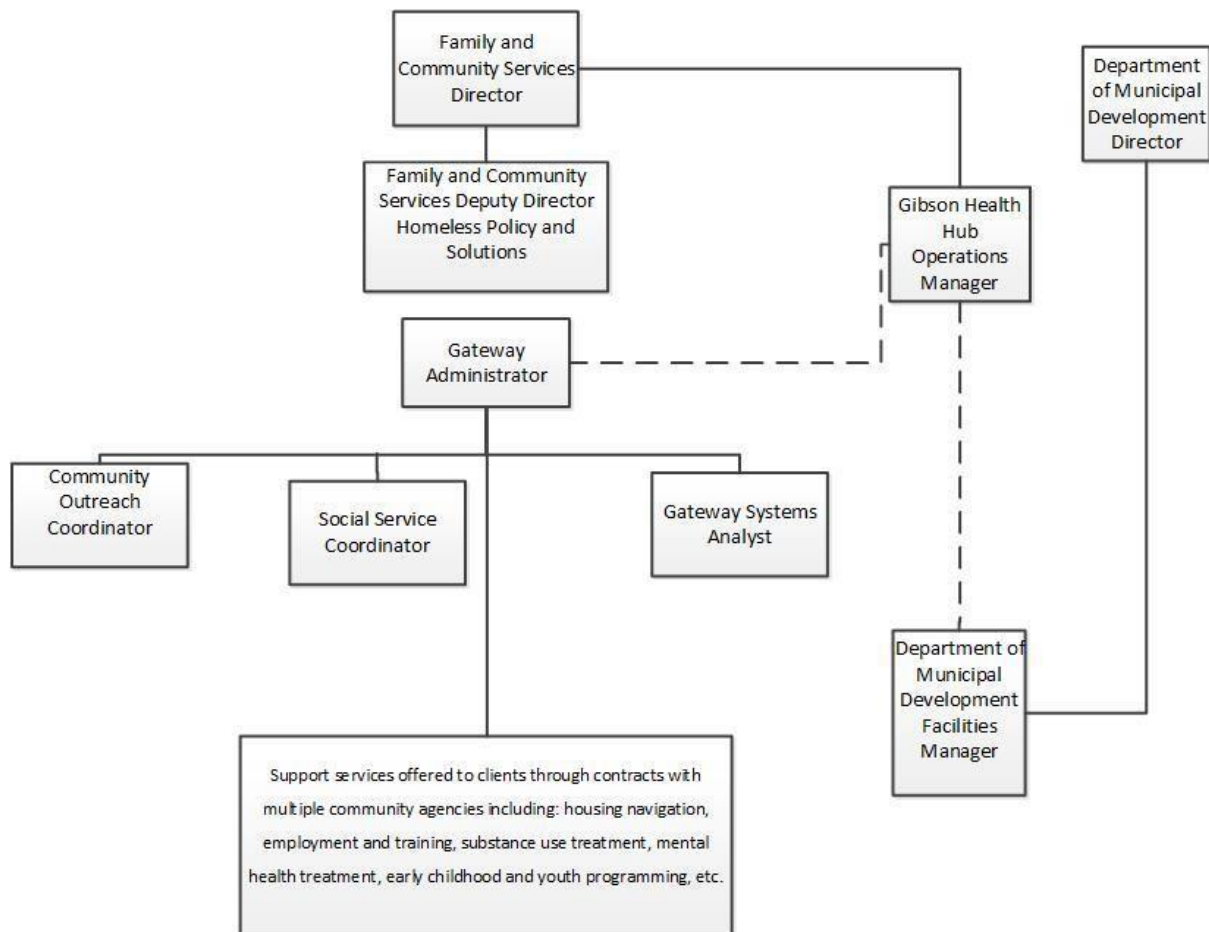 Family and
Community Services
Director
Department
of Municipal
Development
Director
Family and Community
Services Deputy Director
Homeless Policy and
Solutions
Gibson Health
Hub
Operations
Manager
Gateway
Administrator
Community
Outreach
Coordinator
Social Service
Coordinator
Gateway Systems
Analyst
Department of
Municipal
Development
Facilities
Manager
Support services offered to clients through contracts with
multiple community agencies including: housing navigation,
employment and training, substance use treatment, mental
health treatment, early childhood and youth programming, etc.